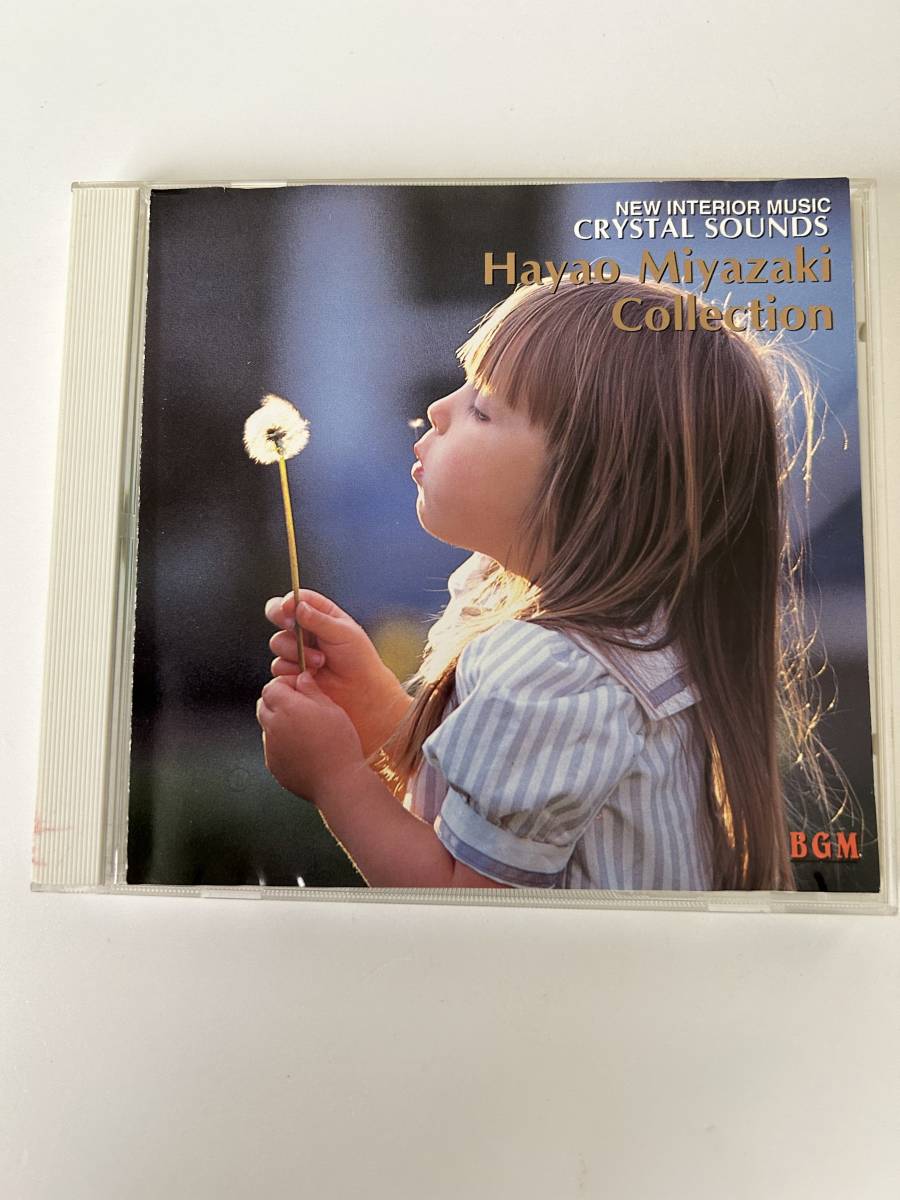 NEW INTERIOR MUSIC
CRYSTAL SOUNDS
Hayao Miyazaki
Collection
BGM